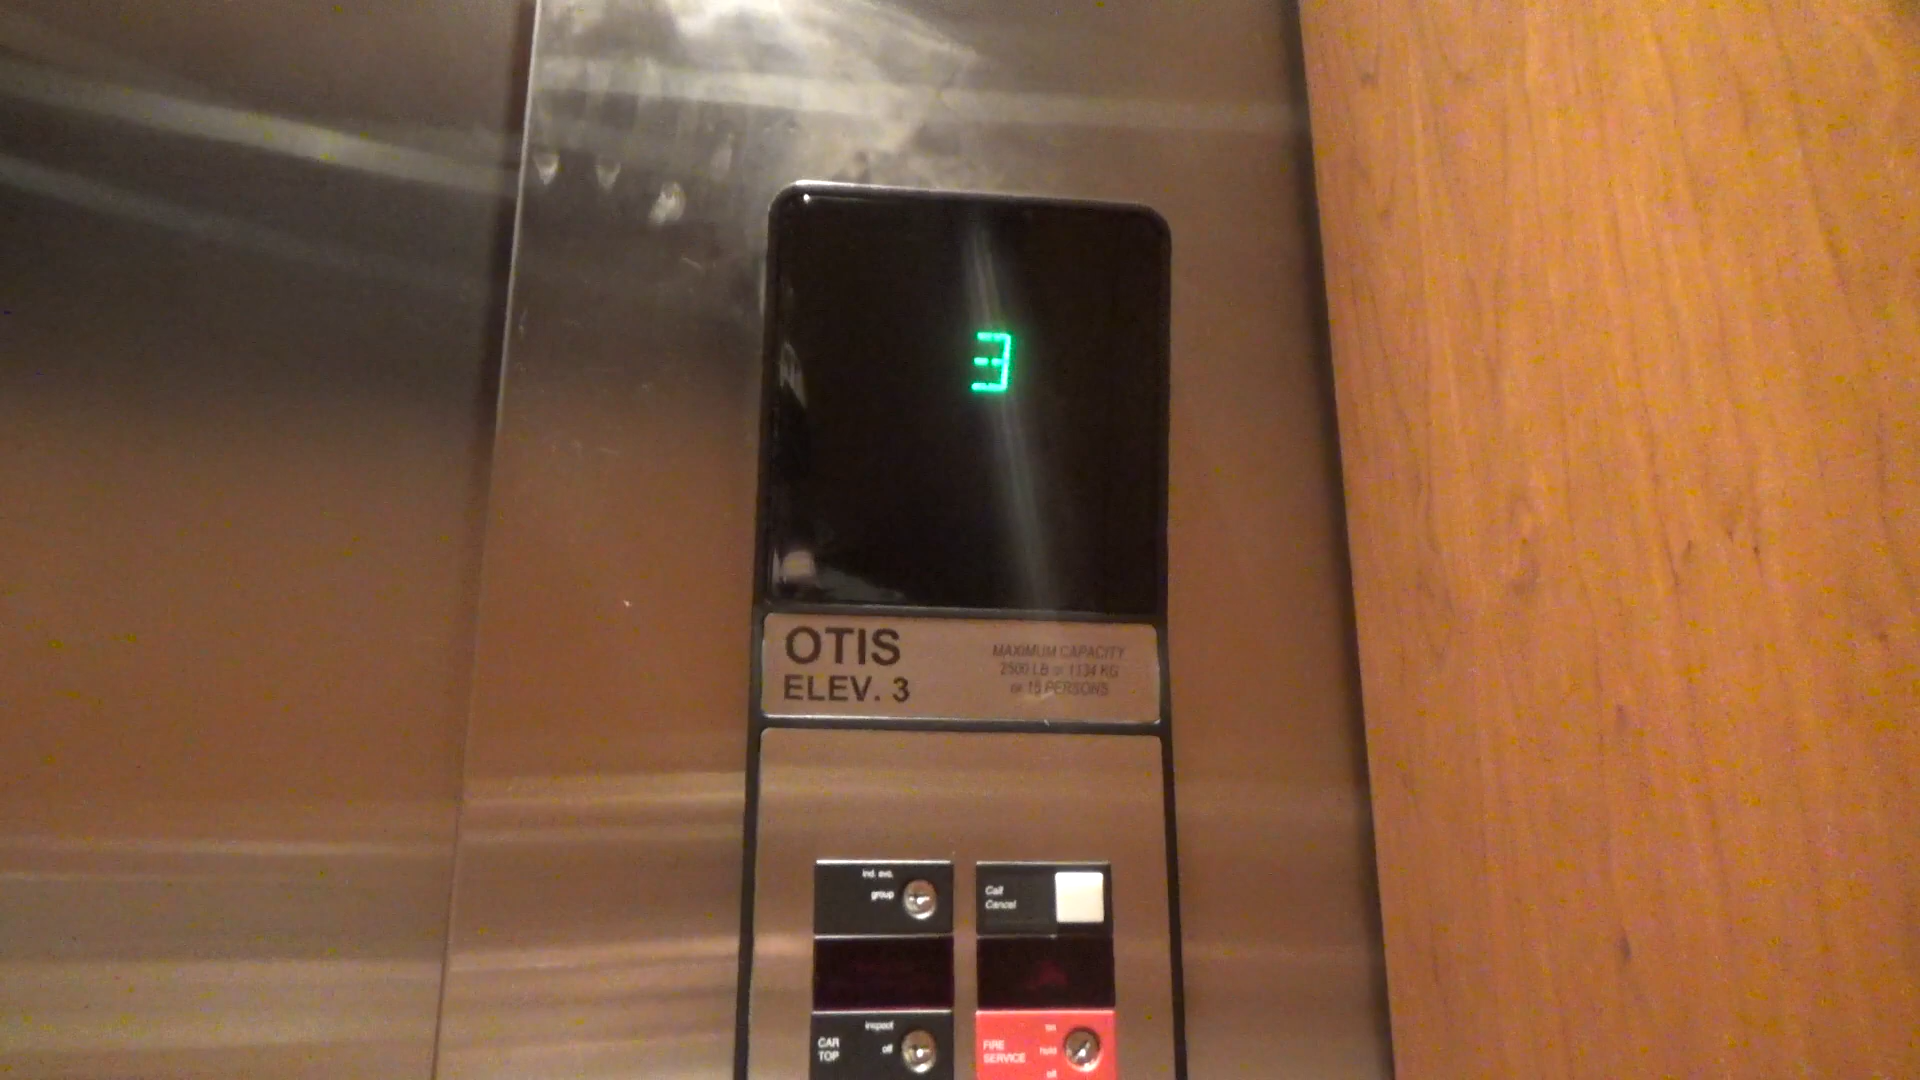 3
OTIS
ELEV. 3
MAXIMUM CAPACITY
2500 LB or 1134 KG
or 15 PERSONS
ind. svc.
group
Call
Cancel
inspect
CAR
TOP
off
FIRE
SERVICE
on
hold
off